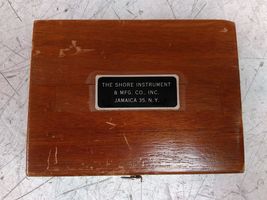 THE SHORE INSTRUMENT
& MFG. CO., INC.
JAMAICA 35, N.Y.